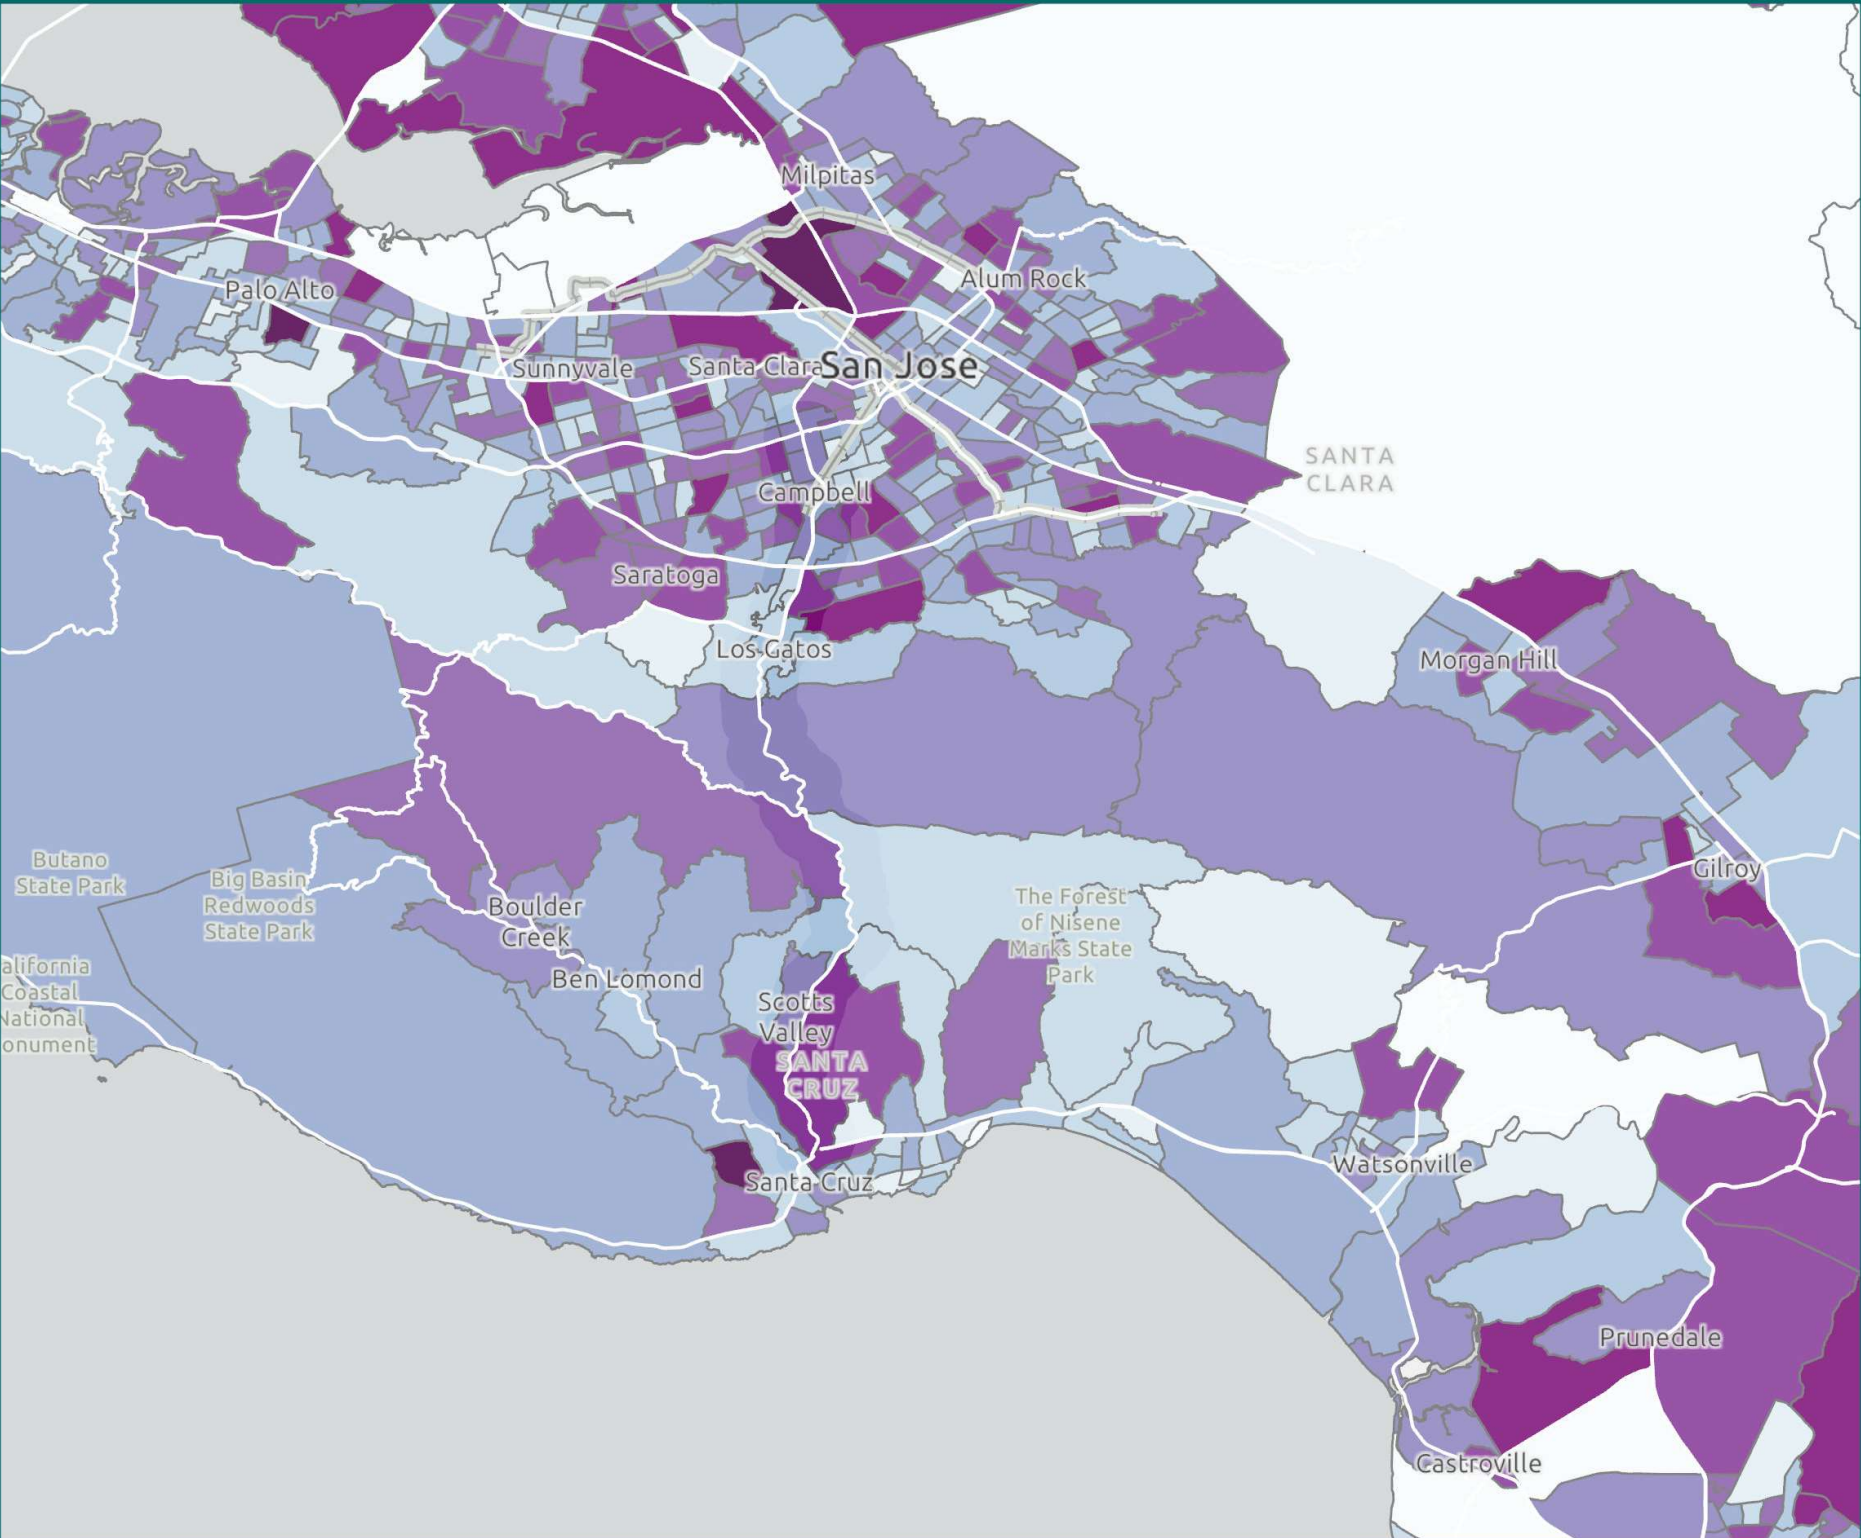 Milpitas
Palo Alto
Alum Rock
Sunnyvale
Santa Clara
San Jose
SANTA
CLARA
Campbell
Saratoga
Los Gatos
Morgan Hill
Butano
State Park
Big Basin
Redwoods
State Park
Boulder
Creek
The Forest
of Nisene
Marks State
Park
Gilroy
alifornia
Coastal
National
onument
Ben Lomond
Scotts
Valley
SANTA
CRUZ
Santa Cruz
Watsonville
Prunedale
Castroville